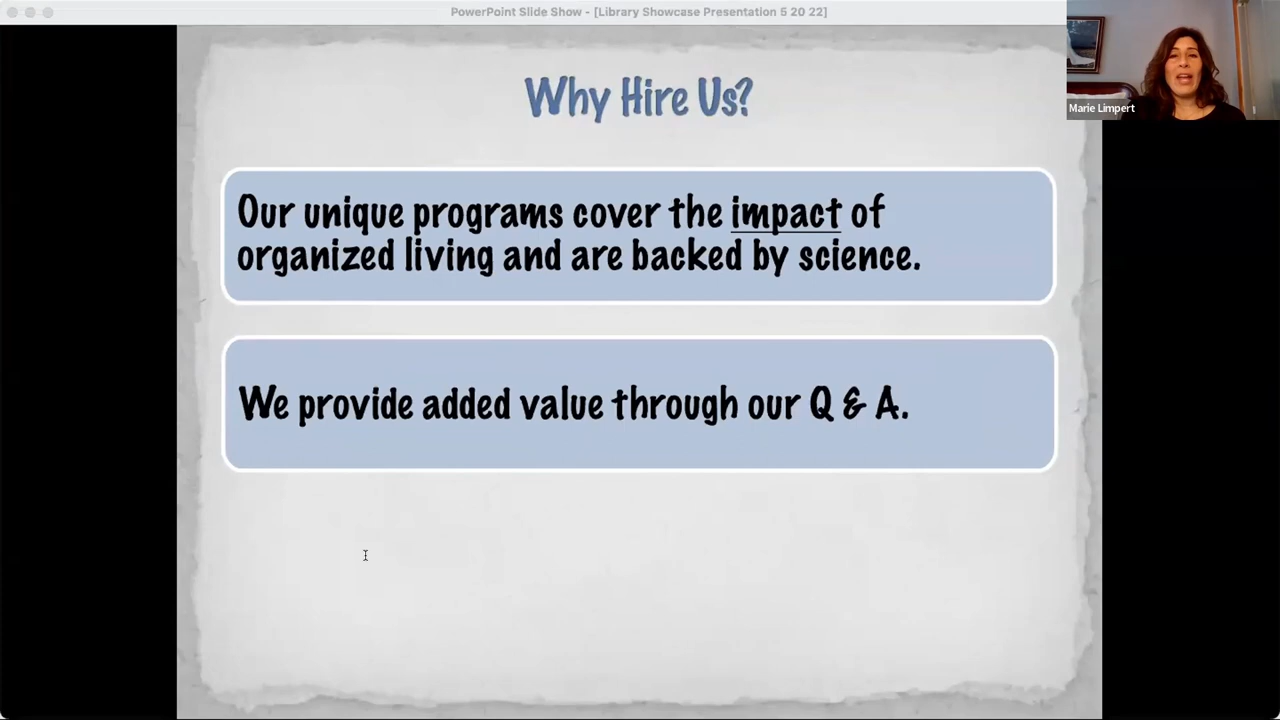 PowerPoint Slide Show - [Library Showcase Presentation 5 20 22]
Marie Limpert
Why Hire Us?
Our unique programs cover the impact of
organized living and are backed by science.
We provide added value through our Q & A.